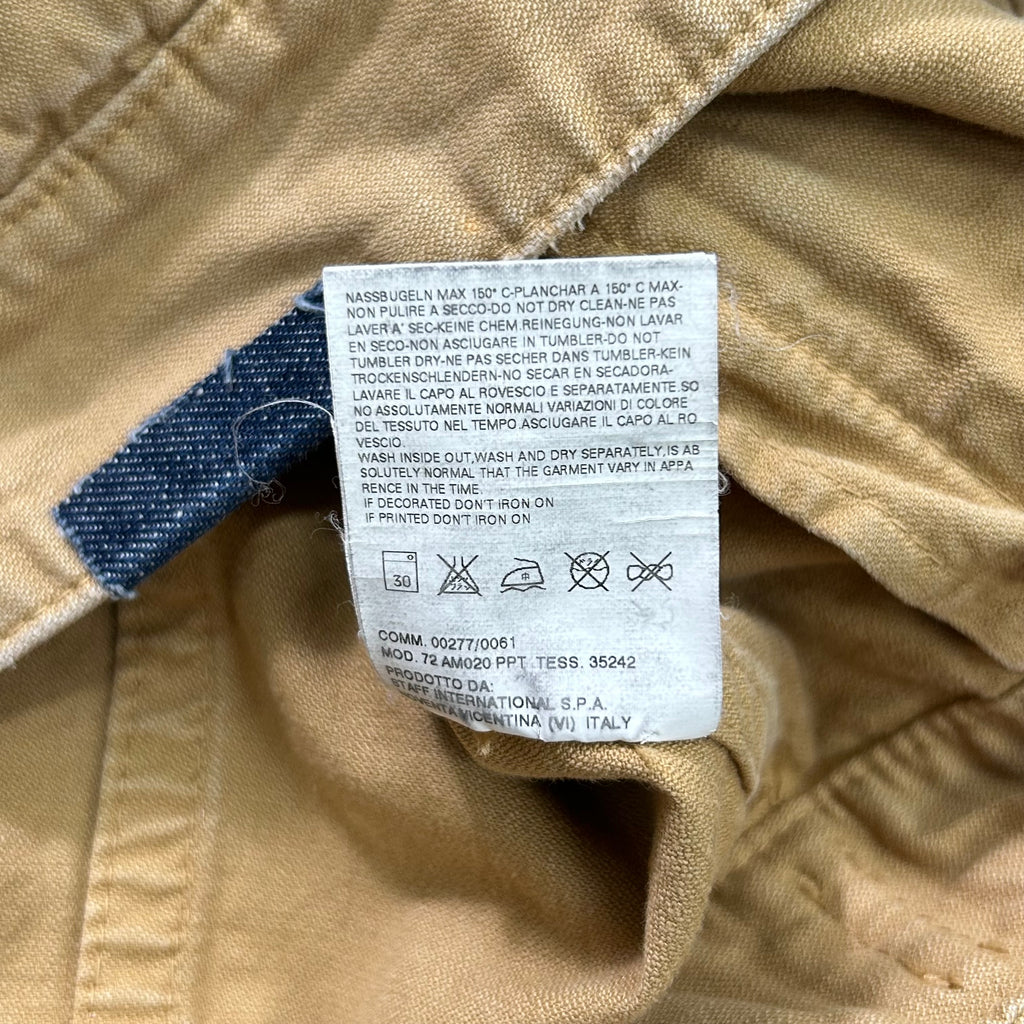 NASSBUGELN MAX 150° C-PLANCHAR A 150° C MAX-
NON PULIRE A SECCO-DO NOT DRY CLEAN-NE PAS
LAVER A' SEC-KEINE CHEM.REINEGUNG-NON LAVAR
EN SECO-NON ASCIUGARE IN TUMBLER-DO NOT
TUMBLER DRY-NE PAS SECHER DANS TUMBLER-KEIN
TROCKENSCHLENDERN-NO SECAR EN SECADORA-
LAVARE IL CAPO AL ROVESCIO E SEPARATAMENTE.SO
NO ASSOLUTAMENTE NORMALI VARIAZIONI DI COLORE
DEL TESSUTO NEL TEMPO.ASCIUGARE IL CAPO AL RO
VESCIO.
WASH INSIDE OUT,WASH AND DRY SEPARATELY,IS AB
SOLUTELY NORMAL THAT THE GARMENT VARY IN APPA
RENCE IN THE TIME.
IF DECORATED DON'T IRON ON
IF PRINTED DON'T IRON ON
30
COMM. 00277/0061
MOD. 72 AM020 PPT .TESS. 35242
PRODOTTO DA:
STAFF INTERNATIONAL S.P.A.
VICENTINA (VI) ITALY